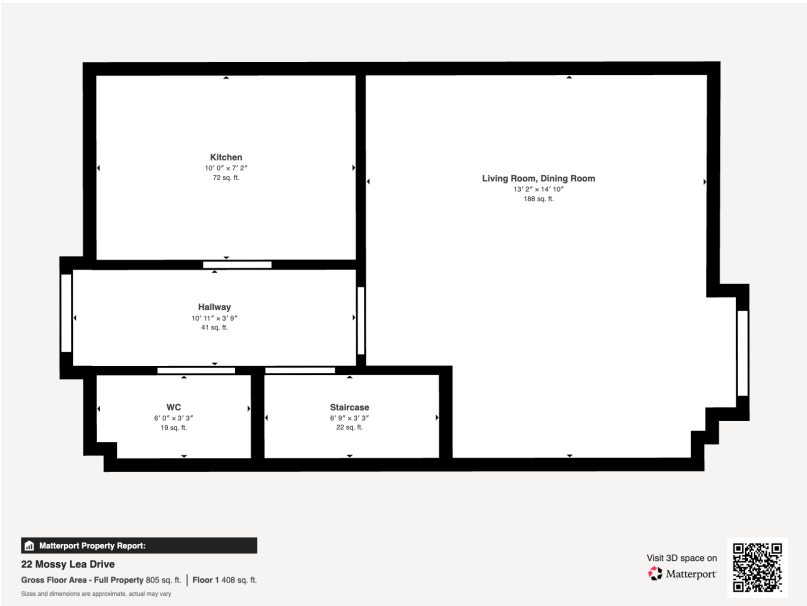 Kitchen
10′ 0″ × 7′ 2″
72 sq. ft.
Living Room, Dining Room
13′ 2″ × 14′ 10″
188 sq. ft.
Hallway
10′ 11″ × 3′ 9″
41 sq. ft.
WC
6′ 0″ × 3′ 3″
19 sq. ft.
Staircase
6′ 9″ × 3′ 3″
22 sq. ft.
Matterport Property Report:
22 Mossy Lea Drive
Gross Floor Area - Full Property 805 sq. ft. | Floor 1 408 sq. ft.
Sizes and dimensions are approximate, actual may vary
Visit 3D space on
Matterport